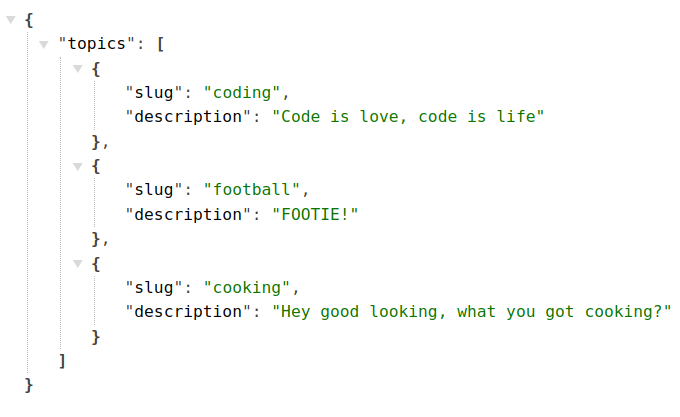 {
"topics": [
{
"slug": "coding",
"description": "Code is love, code is life"
},
{
"slug": "football",
"description": "FOOTIE!"
},
{
"slug": "cooking",
"description": "Hey good looking, what you got cooking?"
}
]
}